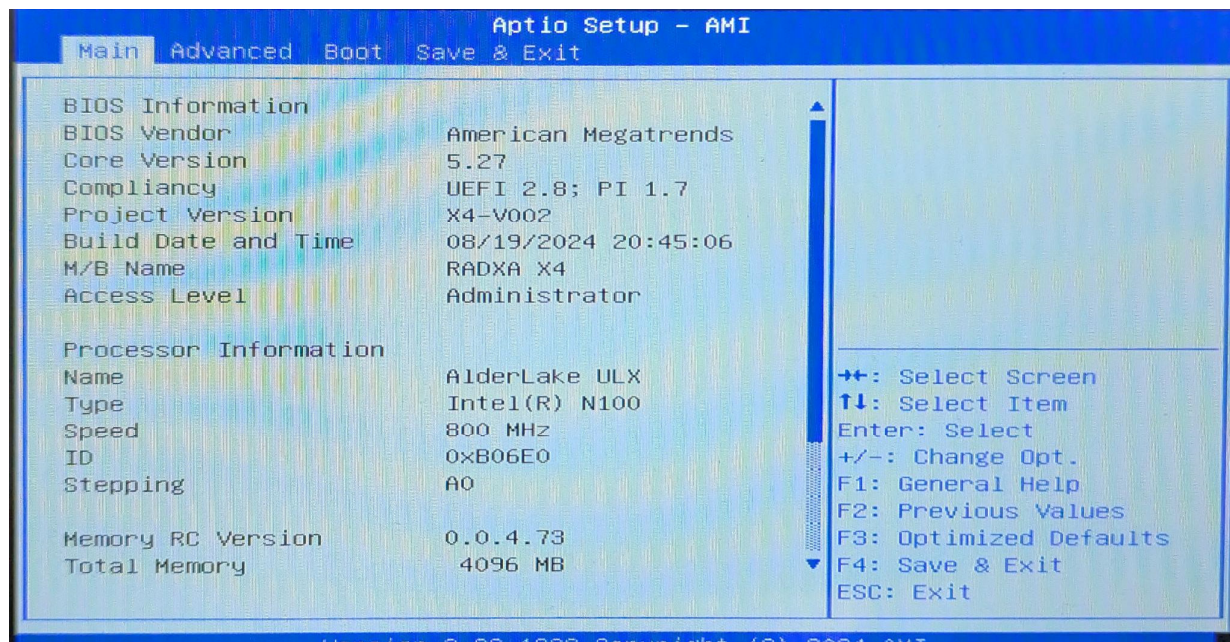 Aptio Setup - AMI
Main Advanced Boot Save & Exit
BIOS Information
BIOS Vendor American Megatrends
Core Version 5.27
Compliancy UEFI 2.8; PI 1.7
Project Version X4-V002
Build Date and Time 08/19/2024 20:45:06
M/B Name RADXA X4
Access Level Administrator
Processor Information
Name AlderLake ULX
Type Intel(R) N100
Speed 800 MHz
ID 0xB06E0
Stepping A0
Memory RC Version 0.0.4.73
Total Memory 4096 MB
→←: Select Screen
↑↓: Select Item
Enter: Select
+/-: Change Opt.
F1: General Help
F2: Previous Values
F3: Optimized Defaults
F4: Save & Exit
ESC: Exit